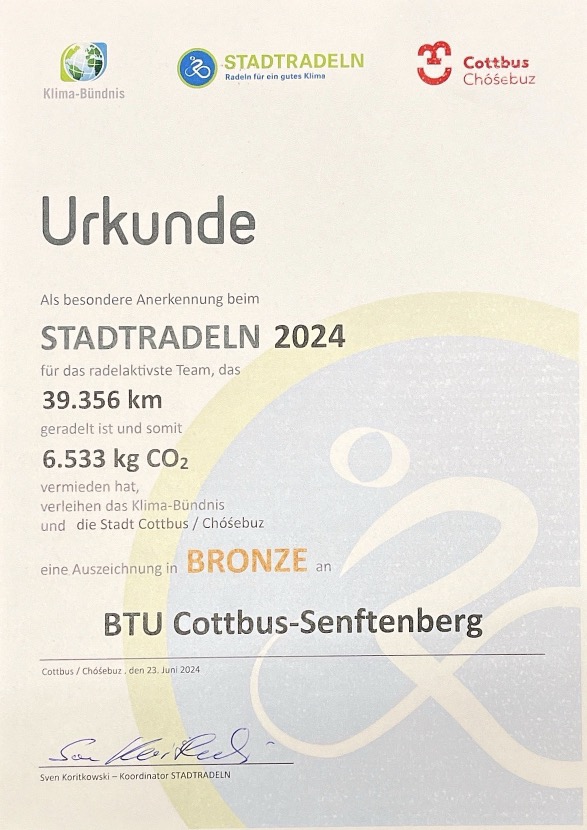 Klima-Bündnis
STADTRADELN
Radeln für ein gutes Klima
Cottbus
Chóśebuz
Urkunde
Als besondere Anerkennung beim
STADTRADELN 2024
für das radelaktivste Team, das
39.356 km
geradelt ist und somit
6.533 kg CO₂
vermieden hat,
verleihen das Klima-Bündnis
und die Stadt Cottbus / Chóśebuz
eine Auszeichnung in BRONZE an
BTU Cottbus-Senftenberg
Cottbus / Chóśebuz , den 23. Juni 2024
Sven Koritkowski – Koordinator STADTRADELN